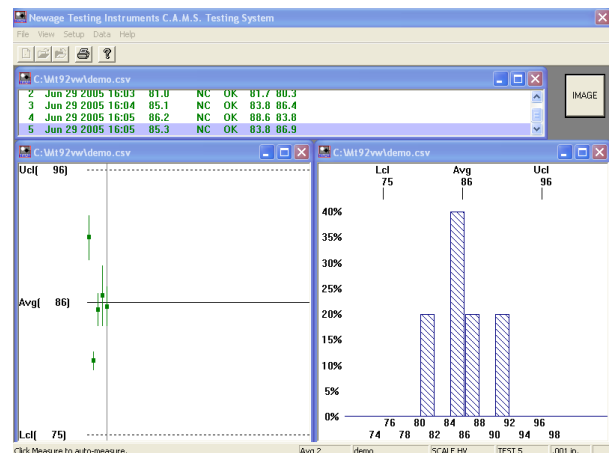 Newage Testing Instruments C.A.M.S. Testing System
File View Setup Data Help
C:\Mt92vw\demo.csv
2 Jun 29 2005 16:03 81.0 NC OK 81.7 80.3
3 Jun 29 2005 16:04 85.1 NC OK 83.8 86.4
4 Jun 29 2005 16:05 86.2 NC OK 88.6 83.8
5 Jun 29 2005 16:05 85.3 NC OK 83.8 86.9
IMAGE
C:\Mt92vw\demo.csv
Ucl( 96)
Avg( 86)
Lcl( 75)
C:\Mt92vw\demo.csv
Lcl Avg Ucl
75 86 96
40%
35%
30%
25%
20%
15%
10%
5%
0%
76 80 84 88 92 96
74 78 82 86 90 94 98
Click Measure to auto-measure. Avg 2 demo SCALE HV TEST 5 .001 in.